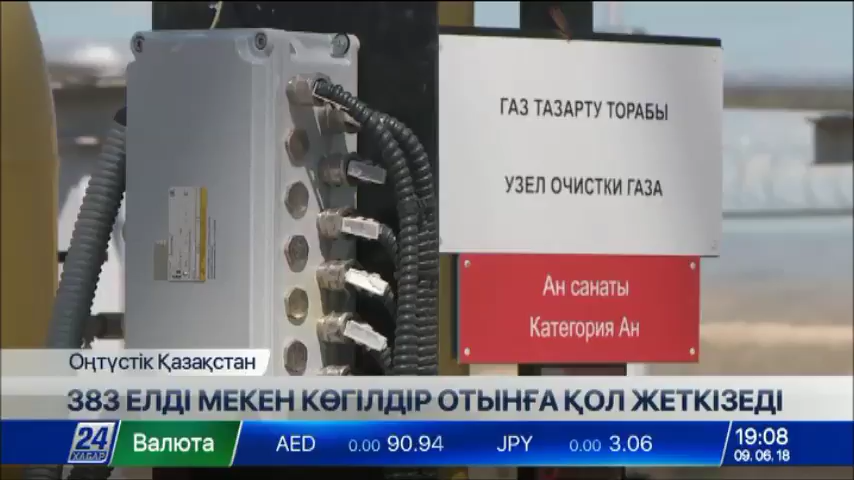 ГАЗ ТАЗАРТУ ТОРАБЫ
УЗЕЛ ОЧИСТКИ ГАЗА
Ан санаты
Категория Ан
Оңтүстік Қазақстан
383 ЕЛДІ МЕКЕН КӨГІЛДІР ОТЫНҒА ҚОЛ ЖЕТКІЗЕДІ
24 ХАБАР Валюта AED 0.00 90.94 JPY 0.00 3.06 19:08
09.06.18